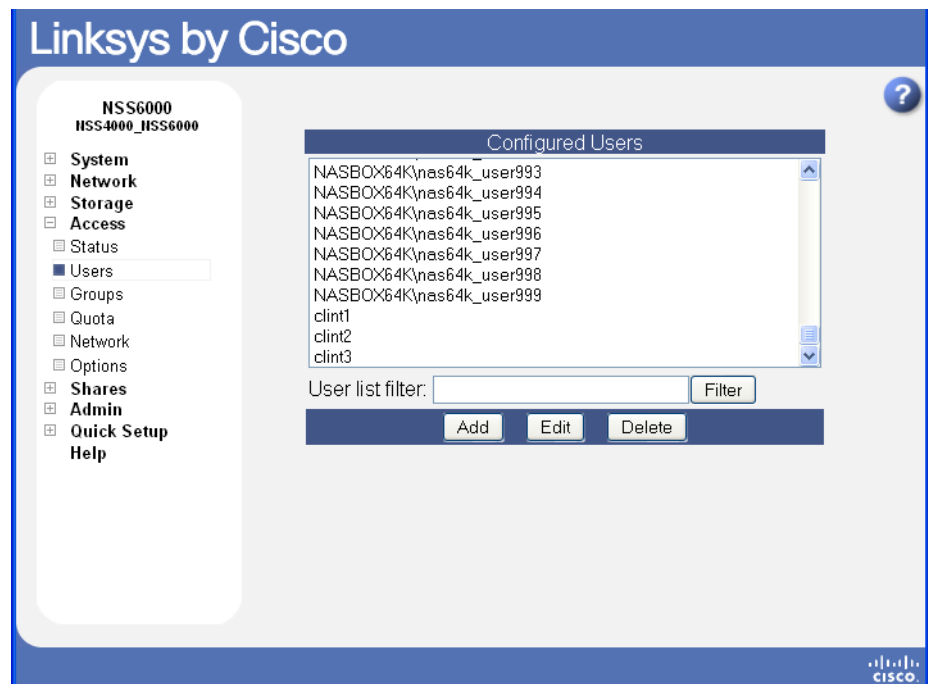 Linksys by Cisco
NSS6000
NSS4000_NSS6000
System
Network
Storage
Access
Status
Users
Groups
Quota
Network
Options
Shares
Admin
Quick Setup
Help
?
Configured Users
NASBOX64K\nas64k_user993
NASBOX64K\nas64k_user994
NASBOX64K\nas64k_user995
NASBOX64K\nas64k_user996
NASBOX64K\nas64k_user997
NASBOX64K\nas64k_user998
NASBOX64K\nas64k_user999
clint1
clint2
clint3
User list filter: Filter
Add Edit Delete
CISCO.